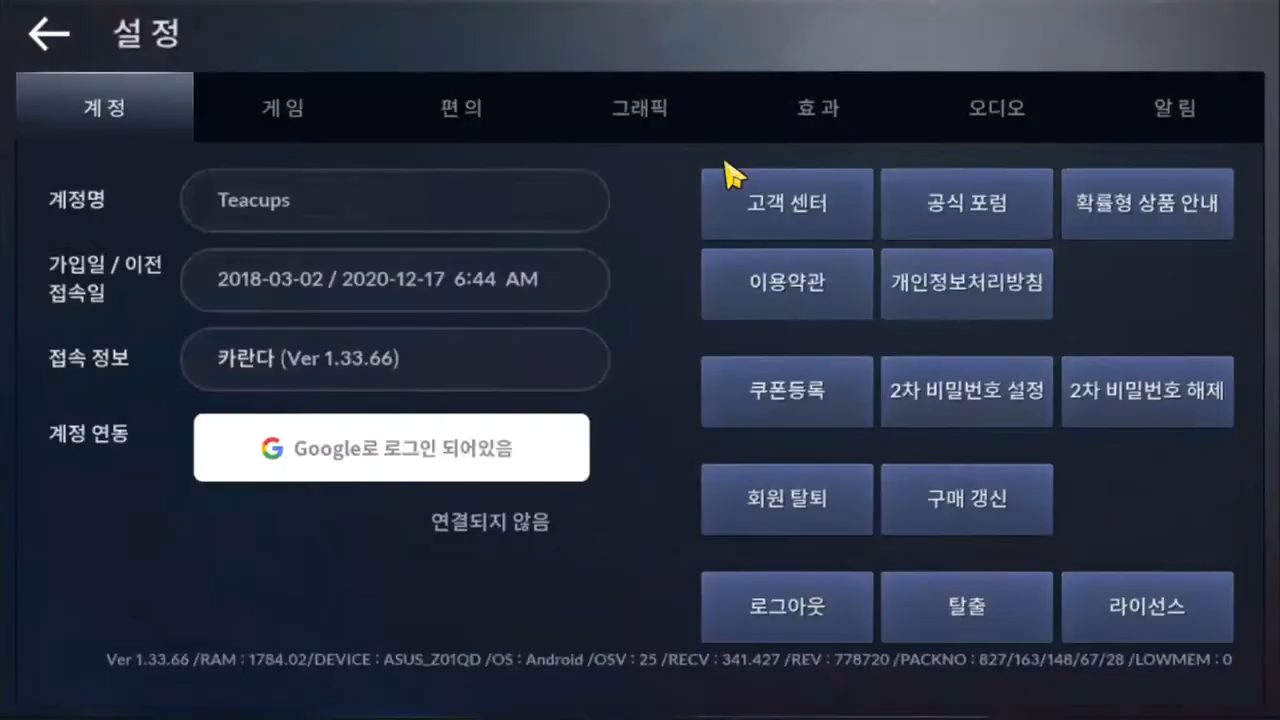 설 정
계 정
게 임
편 의
그래픽
효 과
오디오
알 림
계정명
Teacups
가입일 / 이전
접속일
2018-03-02 / 2020-12-17 6:44 AM
접속 정보
카란다 (Ver 1.33.66)
계정 연동
Google로 로그인 되어있음
연결되지 않음
고객 센터
공식 포럼
확률형 상품 안내
이용약관
개인정보처리방침
쿠폰등록
2차 비밀번호 설정
2차 비밀번호 해제
회원 탈퇴
구매 갱신
로그아웃
탈출
라이선스
Ver 1.33.66 /RAM : 1784.02/DEVICE : ASUS_Z01QD /OS : Android /OSV : 25 /RECV : 341.427 /REV : 778720 /PACKNO : 827/163/148/67/28 /LOWMEM : 0